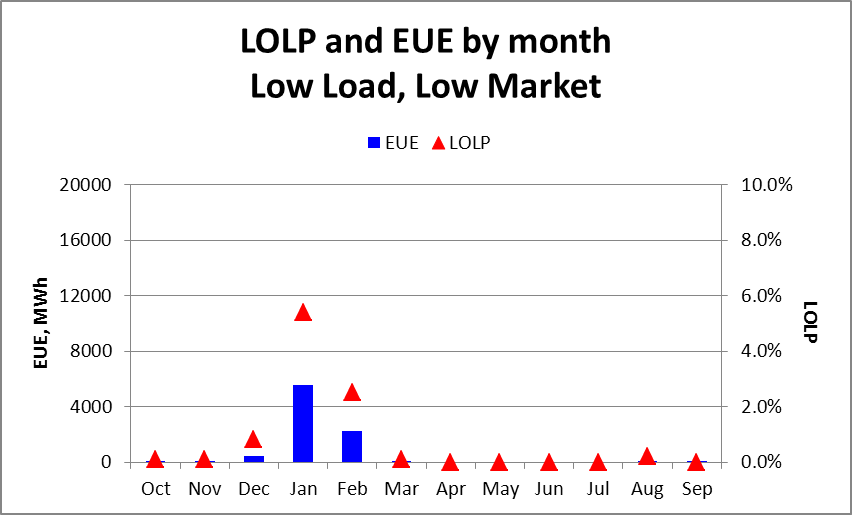 LOLP and EUE by month
Low Load, Low Market
EUE LOLP
20000 10.0%
16000 8.0%
12000 6.0%
8000 4.0%
4000 2.0%
0 0.0%
EUE, MWh
LOLP
Oct Nov Dec Jan Feb Mar Apr May Jun Jul Aug Sep